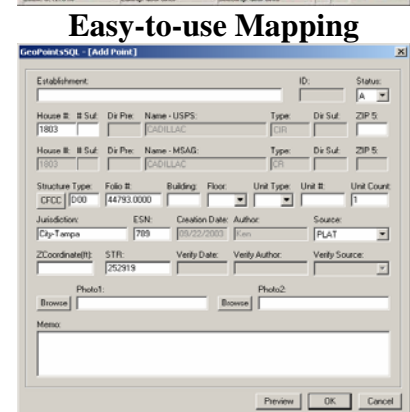 Easy-to-use Mapping
GeoPointsSQL - [Add Point]
Establishment: ID: Status:
A
House #: # Suf: Dir Pre: Name - USPS: Type: Dir Suf: ZIP 5:
1803 CADILLAC CIR
House #: # Suf: Dir Pre: Name - MSAG: Type: Dir Suf: ZIP 5:
1803 CADILLAC CR
Structure Type: Folio #: Building: Floor: Unit Type: Unit #: Unit Count:
CFCC D00 44793.0000 1
Jurisdiction: ESN: Creation Date: Author: Source:
City-Tampa 789 09/22/2003 Ken PLAT
ZCoordinate(ft): STR: Verify Date: Verify Author: Verify Source:
252919
Photo1: Photo2:
Browse Browse
Memo:
Preview OK Cancel